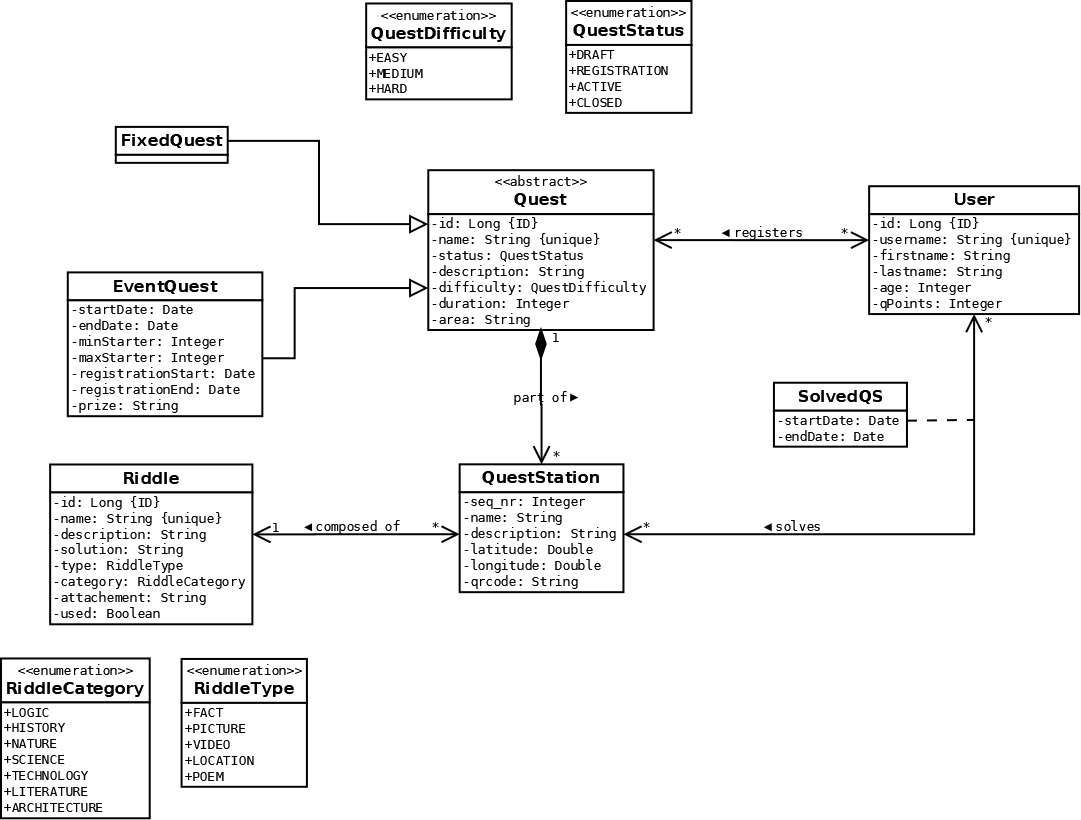 <<enumeration>>
QuestDifficulty
+EASY
+MEDIUM
+HARD
<<enumeration>>
QuestStatus
+DRAFT
+REGISTRATION
+ACTIVE
+CLOSED
FixedQuest
<<abstract>>
Quest
-id: Long {ID}
-name: String {unique}
-status: QuestStatus
-description: String
-difficulty: QuestDifficulty
-duration: Integer
-area: String
* ◄ registers *
User
-id: Long {ID}
-username: String {unique}
-firstname: String
-lastname: String
-age: Integer
-qPoints: Integer
EventQuest
-startDate: Date
-endDate: Date
-minStarter: Integer
-maxStarter: Integer
-registrationStart: Date
-registrationEnd: Date
-prize: String
1
part of►
*
*
SolvedQS
-startDate: Date
-endDate: Date
Riddle
-id: Long {ID}
-name: String {unique}
-description: String
-solution: String
-type: RiddleType
-category: RiddleCategory
-attachement: String
-used: Boolean
1 ◄composed of *
QuestStation
-seq_nr: Integer
-name: String
-description: String
-latitude: Double
-longitude: Double
-qrcode: String
* ◄solves
<<enumeration>>
RiddleCategory
+LOGIC
+HISTORY
+NATURE
+SCIENCE
+TECHNOLOGY
+LITERATURE
+ARCHITECTURE
<<enumeration>>
RiddleType
+FACT
+PICTURE
+VIDEO
+LOCATION
+POEM